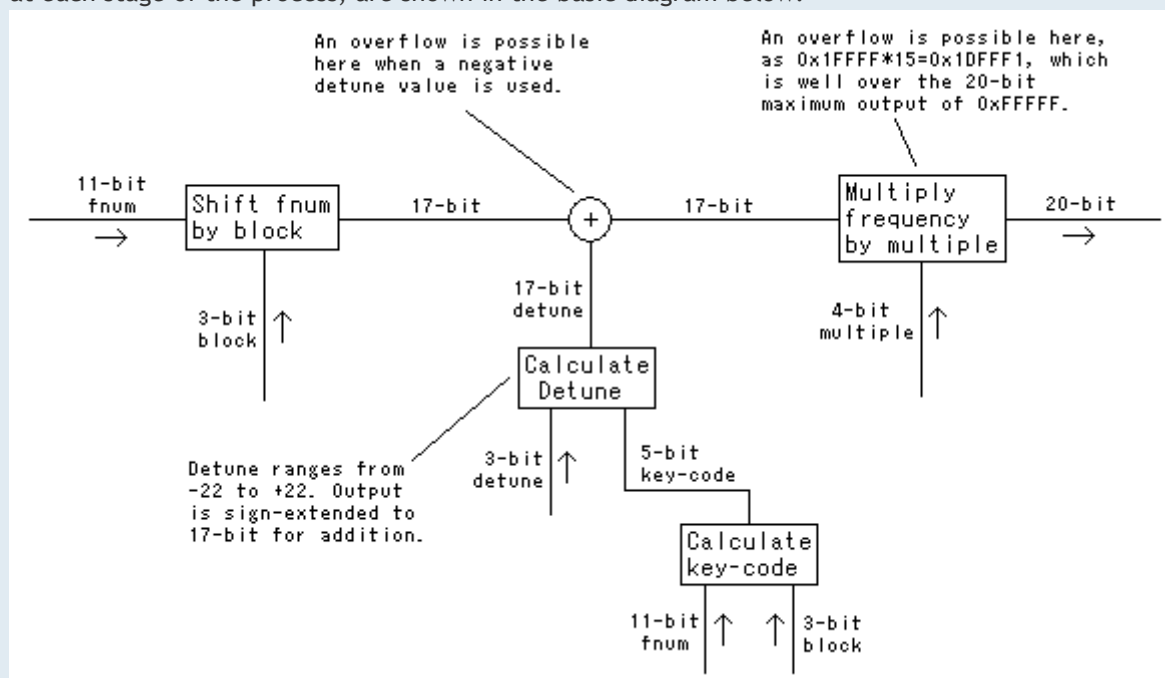 at each stage of the process, are shown in the basic diagram below.
An overflow is possible
here when a negative
detune value is used.
An overflow is possible here,
as 0x1FFFF*15=0x1DFFF1, which
is well over the 20-bit
maximum output of 0xFFFFF.
11-bit
fnum
Shift fnum
by block
17-bit
+
17-bit
Multiply
frequency
by multiple
20-bit
3-bit
block
17-bit
detune
4-bit
multiple
Calculate
Detune
Detune ranges from
-22 to +22. Output
is sign-extended to
17-bit for addition.
3-bit
detune
5-bit
key-code
Calculate
key-code
11-bit
fnum
3-bit
block